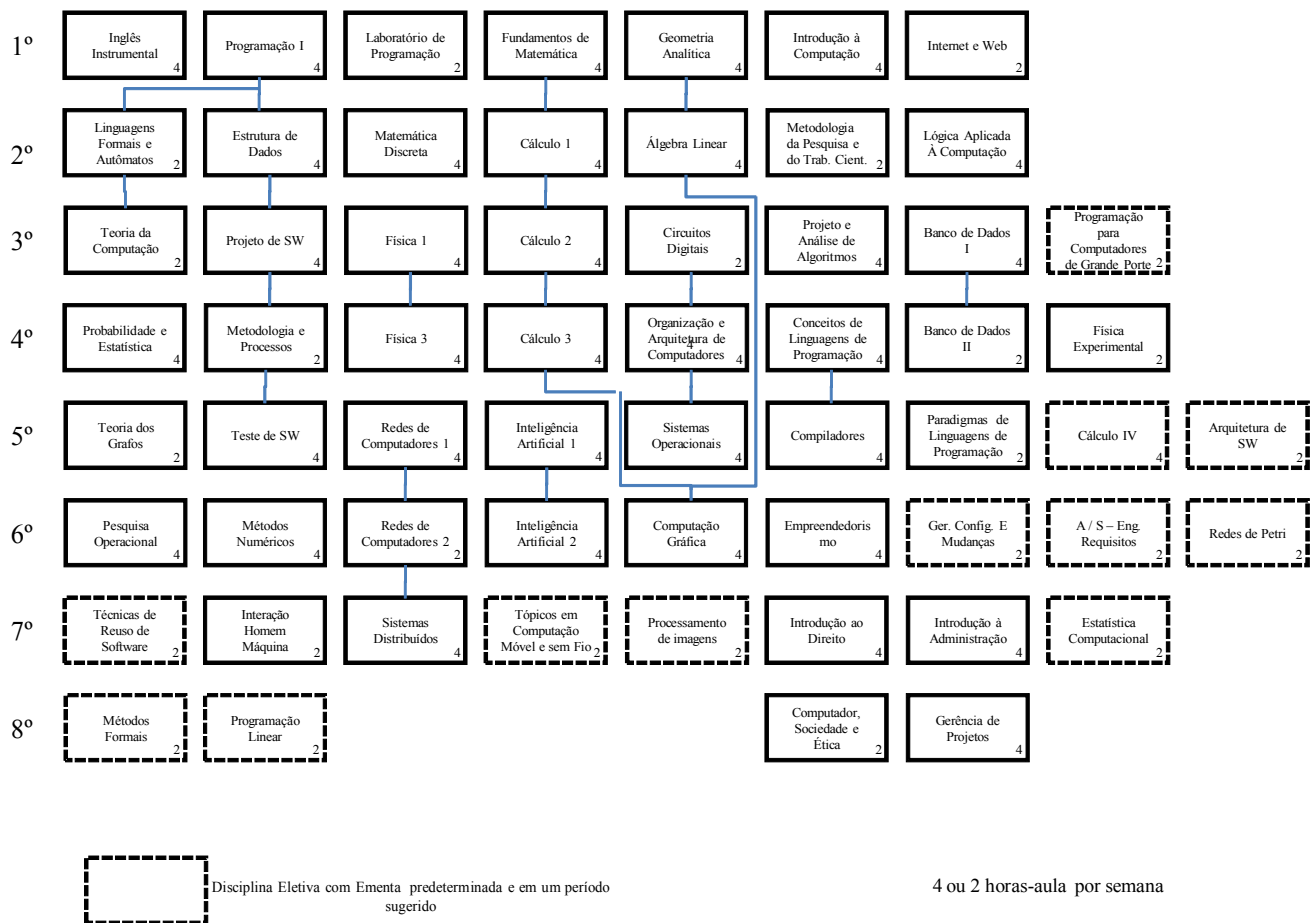 1º
Inglês
Instrumental
4
Programação I
4
Laboratório de
Programação
2
Fundamentos de
Matemática
4
Geometria
Analítica
4
Introdução à
Computação
4
Internet e Web
2
2º
Linguagens
Formais e
Autômatos
2
Estrutura de
Dados
4
Matemática
Discreta
4
Cálculo 1
4
Álgebra Linear
4
Metodologia
da Pesquisa e
do Trab. Cient.
2
Lógica Aplicada
À Computação
4
3º
Teoria da
Computação
2
Projeto de SW
4
Física 1
4
Cálculo 2
4
Circuitos
Digitais
2
Projeto e
Análise de
Algoritmos
4
Banco de Dados
I
4
Programação
para
Computadores
de Grande Porte
2
4º
Probabilidade e
Estatística
4
Metodologia e
Processos
2
Física 3
4
Cálculo 3
4
Organização e
Arquitetura de
4
Computadores
4
Conceitos de
Linguagens de
Programação
4
Banco de Dados
II
2
Física
Experimental
2
5º
Teoria dos
Grafos
2
Teste de SW
4
Redes de
Computadores 1
4
Inteligência
Artificial 1
4
Sistemas
Operacionais
4
Compiladores
4
Paradigmas de
Linguagens de
Programação
2
Cálculo IV
4
Arquitetura de
SW
2
6º
Pesquisa
Operacional
4
Métodos
Numéricos
4
Redes de
Computadores 2
2
Inteligência
Artificial 2
4
Computação
Gráfica
4
Empreendedoris
mo
4
Ger. Config. E
Mudanças
2
A / S – Eng.
Requisitos
2
Redes de Petri
2
7º
Técnicas de
Reuso de
Software
2
Interação
Homem
Máquina
2
Sistemas
Distribuídos
4
Tópicos em
Computação
Móvel e sem Fio
2
Processamento
de imagens
2
Introdução ao
Direito
4
Introdução à
Administração
4
Estatística
Computacional
2
8º
Métodos
Formais
2
Programação
Linear
2
Computador,
Sociedade e
Ética
2
Gerência de
Projetos
4
Disciplina Eletiva com Ementa predeterminada e em um período
sugerido
4 ou 2 horas-aula por semana